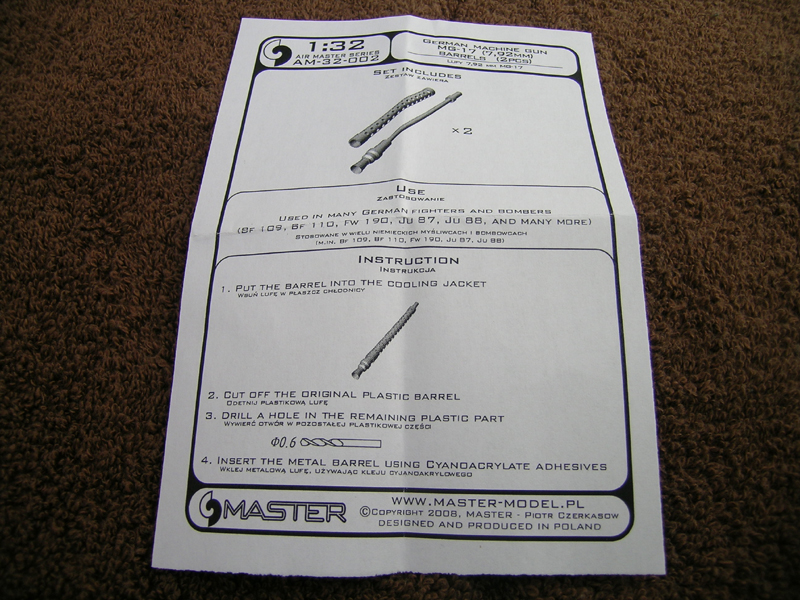 1:32
AIR MASTER SERIES
AM-32-002
GERMAN MACHINE GUN
MG-17 (7,92MM)
BARRELS (2PCS)
LUFY 7,92 MM MG-17
SET INCLUDES
ZESTAW ZAWIERA
×2
USE
ZASTOSOWANIE
USED IN MANY GERMAN FIGHTERS AND BOMBERS
(BF 109, BF 110, FW 190, JU 87, JU 88, AND MANY MORE)
STOSOWANE W WIELU NIEMIECKICH MYŚLIWCACH I BOMBOWCACH
(M.IN. BF 109, BF 110, FW 190, JU 87, JU 88)
INSTRUCTION
INSTRUKCJA
1. PUT THE BARREL INTO THE COOLING JACKET
WSUŃ LUFĘ W PŁASZCZ CHŁODNICY
2. CUT OFF THE ORIGINAL PLASTIC BARREL
ODETNIJ PLASTIKOWĄ LUFĘ
3. DRILL A HOLE IN THE REMAINING PLASTIC PART
WYWIERĆ OTWÓR W POZOSTAŁEJ PLASTIKOWEJ CZĘŚCI
Φ0.6
4. INSERT THE METAL BARREL USING CYANOACRYLATE ADHESIVES
WKLEJ METALOWĄ LUFĘ, UŻYWAJĄC KLEJU CYJANOAKRYLOWEGO
MASTER
WWW.MASTER-MODEL.PL
©COPYRIGHT 2008, MASTER - PIOTR CZERKASOW
DESIGNED AND PRODUCED IN POLAND